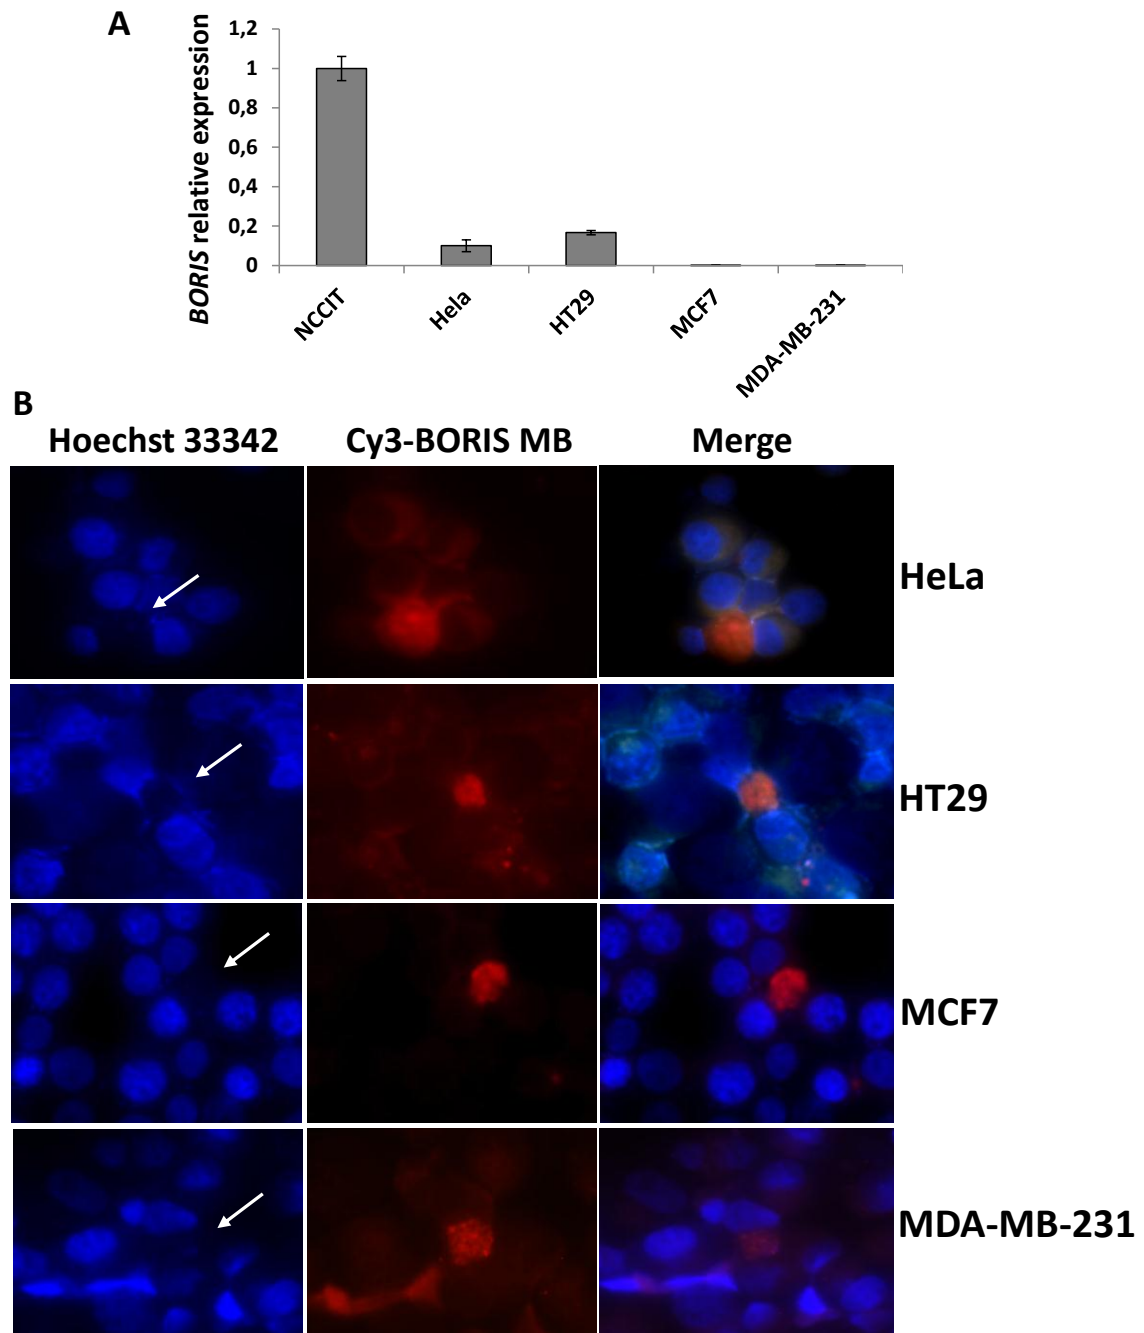 A
BORIS relative expression
1,2
1
0,8
0,6
0,4
0,2
0
NCCIT
Hela
HT29
MCF7
MDA-MB-231
B
Hoechst 33342 Cy3-BORIS MB Merge
HeLa
HT29
MCF7
MDA-MB-231